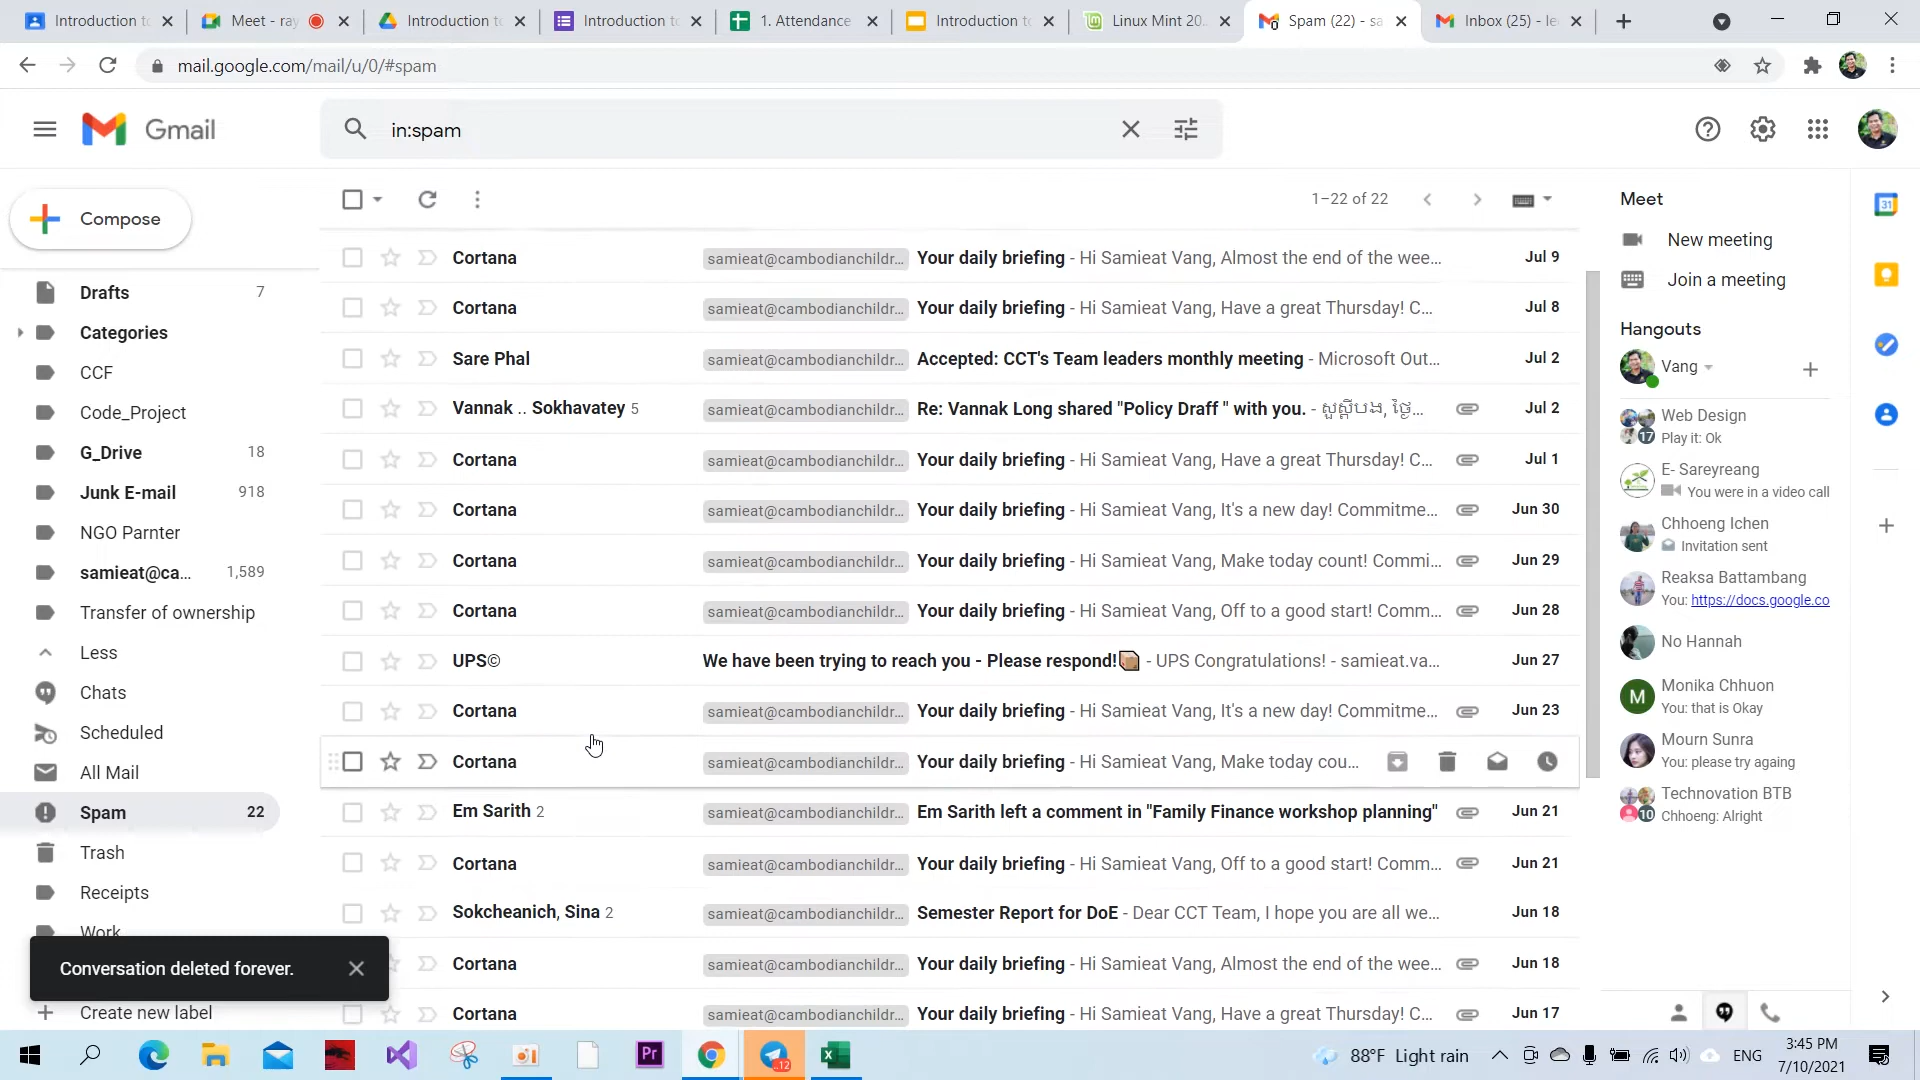 Introduction to
Meet - ray
Introduction to
Introduction to
1. Attendance
Introduction to
Linux Mint 20.
Spam (22) - sa
Inbox (25) - le
mail.google.com/mail/u/0/#spam
Gmail
in:spam
Compose
1–22 of 22
Drafts 7
Categories
CCF
Code_Project
G_Drive 18
Junk E-mail 918
NGO Parnter
samieat@ca... 1,589
Transfer of ownership
Less
Chats
Scheduled
All Mail
Spam 22
Trash
Receipts
Work
Conversation deleted forever.
Create new label
Cortana samieat@cambodianchildr... Your daily briefing - Hi Samieat Vang, Almost the end of the wee... Jul 9
Cortana samieat@cambodianchildr... Your daily briefing - Hi Samieat Vang, Have a great Thursday! C... Jul 8
Sare Phal samieat@cambodianchildr... Accepted: CCT's Team leaders monthly meeting - Microsoft Out... Jul 2
Vannak .. Sokhavatey 5 samieat@cambodianchildr... Re: Vannak Long shared "Policy Draff " with you. - សួស្តីបង, ថ្ងៃ... Jul 2
Cortana samieat@cambodianchildr... Your daily briefing - Hi Samieat Vang, Have a great Thursday! C... Jul 1
Cortana samieat@cambodianchildr... Your daily briefing - Hi Samieat Vang, It's a new day! Commitme... Jun 30
Cortana samieat@cambodianchildr... Your daily briefing - Hi Samieat Vang, Make today count! Commi... Jun 29
Cortana samieat@cambodianchildr... Your daily briefing - Hi Samieat Vang, Off to a good start! Comm... Jun 28
UPS© We have been trying to reach you - Please respond!📦 - UPS Congratulations! - samieat.va... Jun 27
Cortana samieat@cambodianchildr... Your daily briefing - Hi Samieat Vang, It's a new day! Commitme... Jun 23
Cortana samieat@cambodianchildr... Your daily briefing - Hi Samieat Vang, Make today cou...
Em Sarith 2 samieat@cambodianchildr... Em Sarith left a comment in "Family Finance workshop planning" Jun 21
Cortana samieat@cambodianchildr... Your daily briefing - Hi Samieat Vang, Off to a good start! Comm... Jun 21
Sokcheanich, Sina 2 samieat@cambodianchildr... Semester Report for DoE - Dear CCT Team, I hope you are all we... Jun 18
Cortana samieat@cambodianchildr... Your daily briefing - Hi Samieat Vang, Almost the end of the wee... Jun 18
Cortana samieat@cambodianchildr... Your daily briefing - Hi Samieat Vang, Have a great Thursday! C... Jun 17
Meet
New meeting
Join a meeting
Hangouts
Vang
Web Design
17 Play it: Ok
E- Sareyreang
You were in a video call
Chhoeng Ichen
Invitation sent
Reaksa Battambang
You: https://docs.google.co
No Hannah
M Monika Chhuon
You: that is Okay
Mourn Sunra
You: please try againg
Technovation BTB
10 Chhoeng: Alright
31
Pr
..12
88°F Light rain
ENG
3:45 PM
7/10/2021